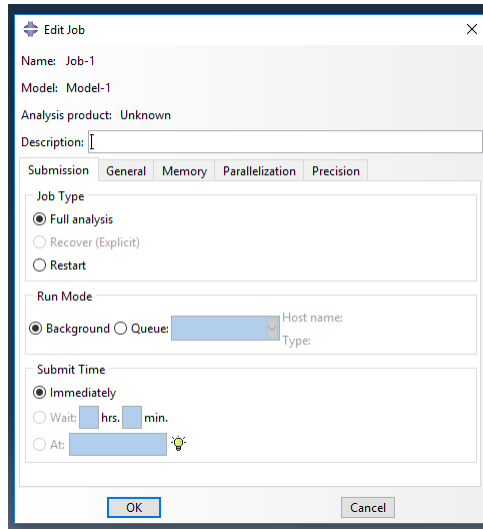 Edit Job
Name: Job-1
Model: Model-1
Analysis product: Unknown
Description:
Submission General Memory Parallelization Precision
Job Type
Full analysis
Recover (Explicit)
Restart
Run Mode
Background Queue: Host name:
Type:
Submit Time
Immediately
Wait: hrs. min.
At:
OK Cancel